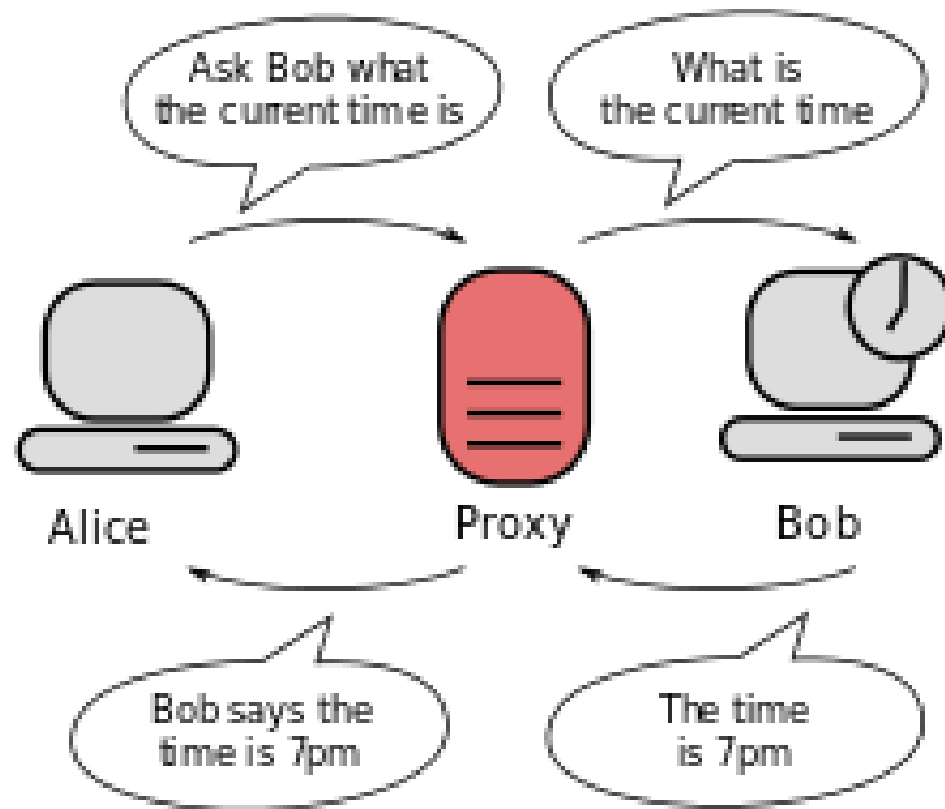 Ask Bob what
the current time is
What is
the current time
Alice
Proxy
Bob
Bob says the
time is 7pm
The time
is 7pm